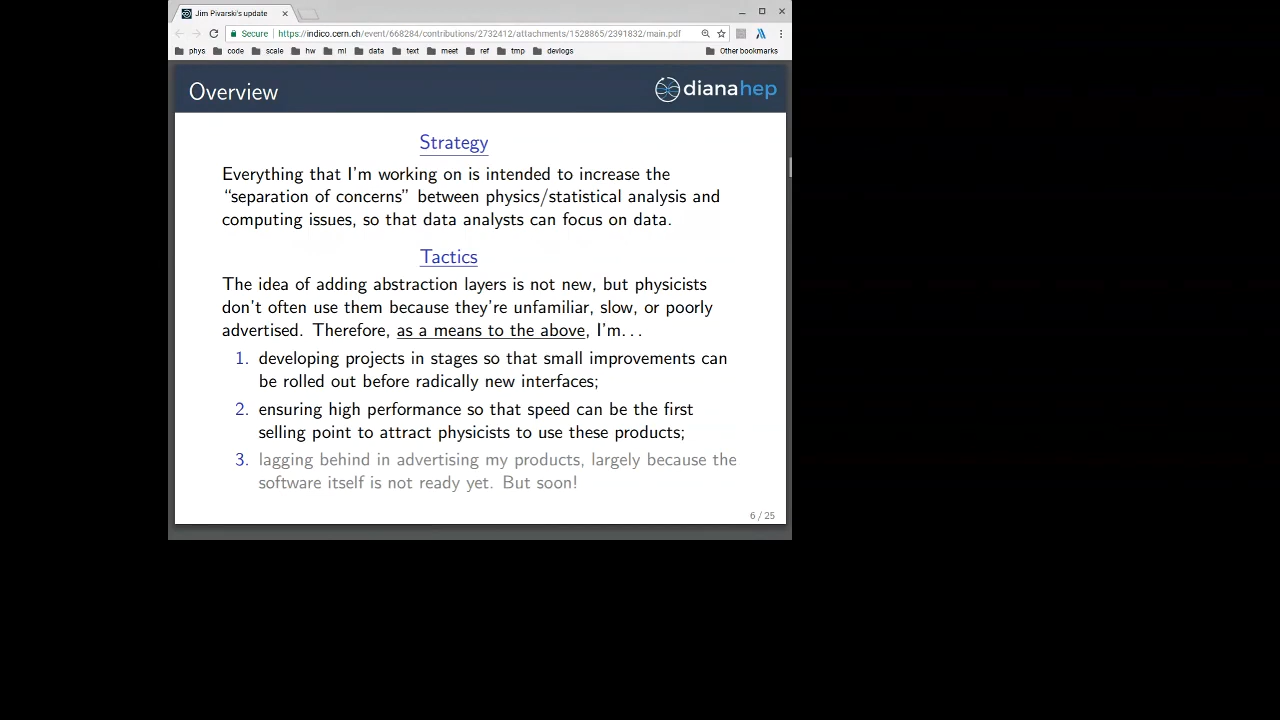 Jim Pivarski's update
Secure https://indico.cern.ch/event/668284/contributions/2732412/attachments/1528865/2391832/main.pdf
phys code scale hw ml data text meet ref tmp devlogs Other bookmarks
Overview
dianahep
Strategy
Everything that I'm working on is intended to increase the
“separation of concerns” between physics/statistical analysis and
computing issues, so that data analysts can focus on data.
Tactics
The idea of adding abstraction layers is not new, but physicists
don't often use them because they're unfamiliar, slow, or poorly
advertised. Therefore, as a means to the above, I'm...
1. developing projects in stages so that small improvements can
be rolled out before radically new interfaces;
2. ensuring high performance so that speed can be the first
selling point to attract physicists to use these products;
3. lagging behind in advertising my products, largely because the
software itself is not ready yet. But soon!
6 / 25